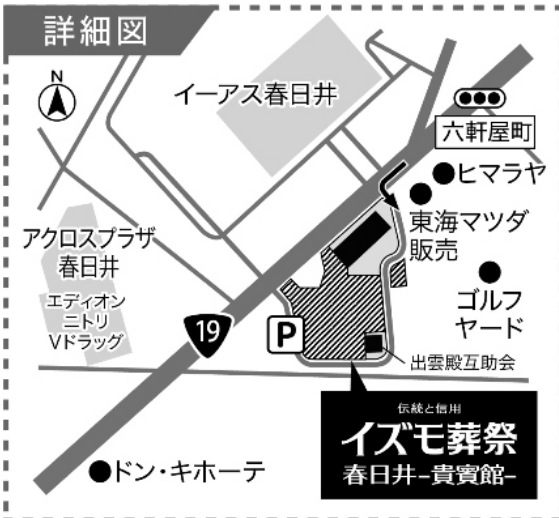 詳細図
N
イーアス春日井
六軒屋町
●ヒマラヤ
東海マツダ
販売
アクロスプラザ
春日井
エディオン
ニトリ
Vドラッグ
ゴルフ
ヤード
19
P
出雲殿互助会
伝統と信用
イズモ葬祭
春日井-貴賓館-
●ドン・キホーテ